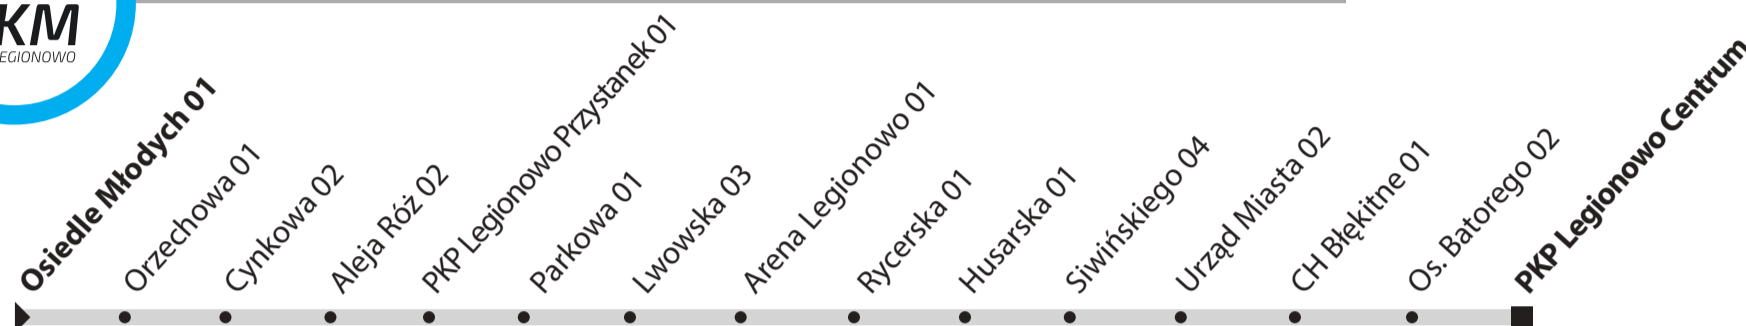 KM
EGIONOWO
Osiedle Młodych 01
Orzechowa 01
Cynkowa 02
Aleja Róż 02
PKP Legionowo Przystanek 01
Parkowa 01
Lwowska 03
Arena Legionowo 01
Rycerska 01
Husarska 01
Siwińskiego 04
Urząd Miasta 02
CH Błękitne 01
Os. Batorego 02
PKP Legionowo Centrum